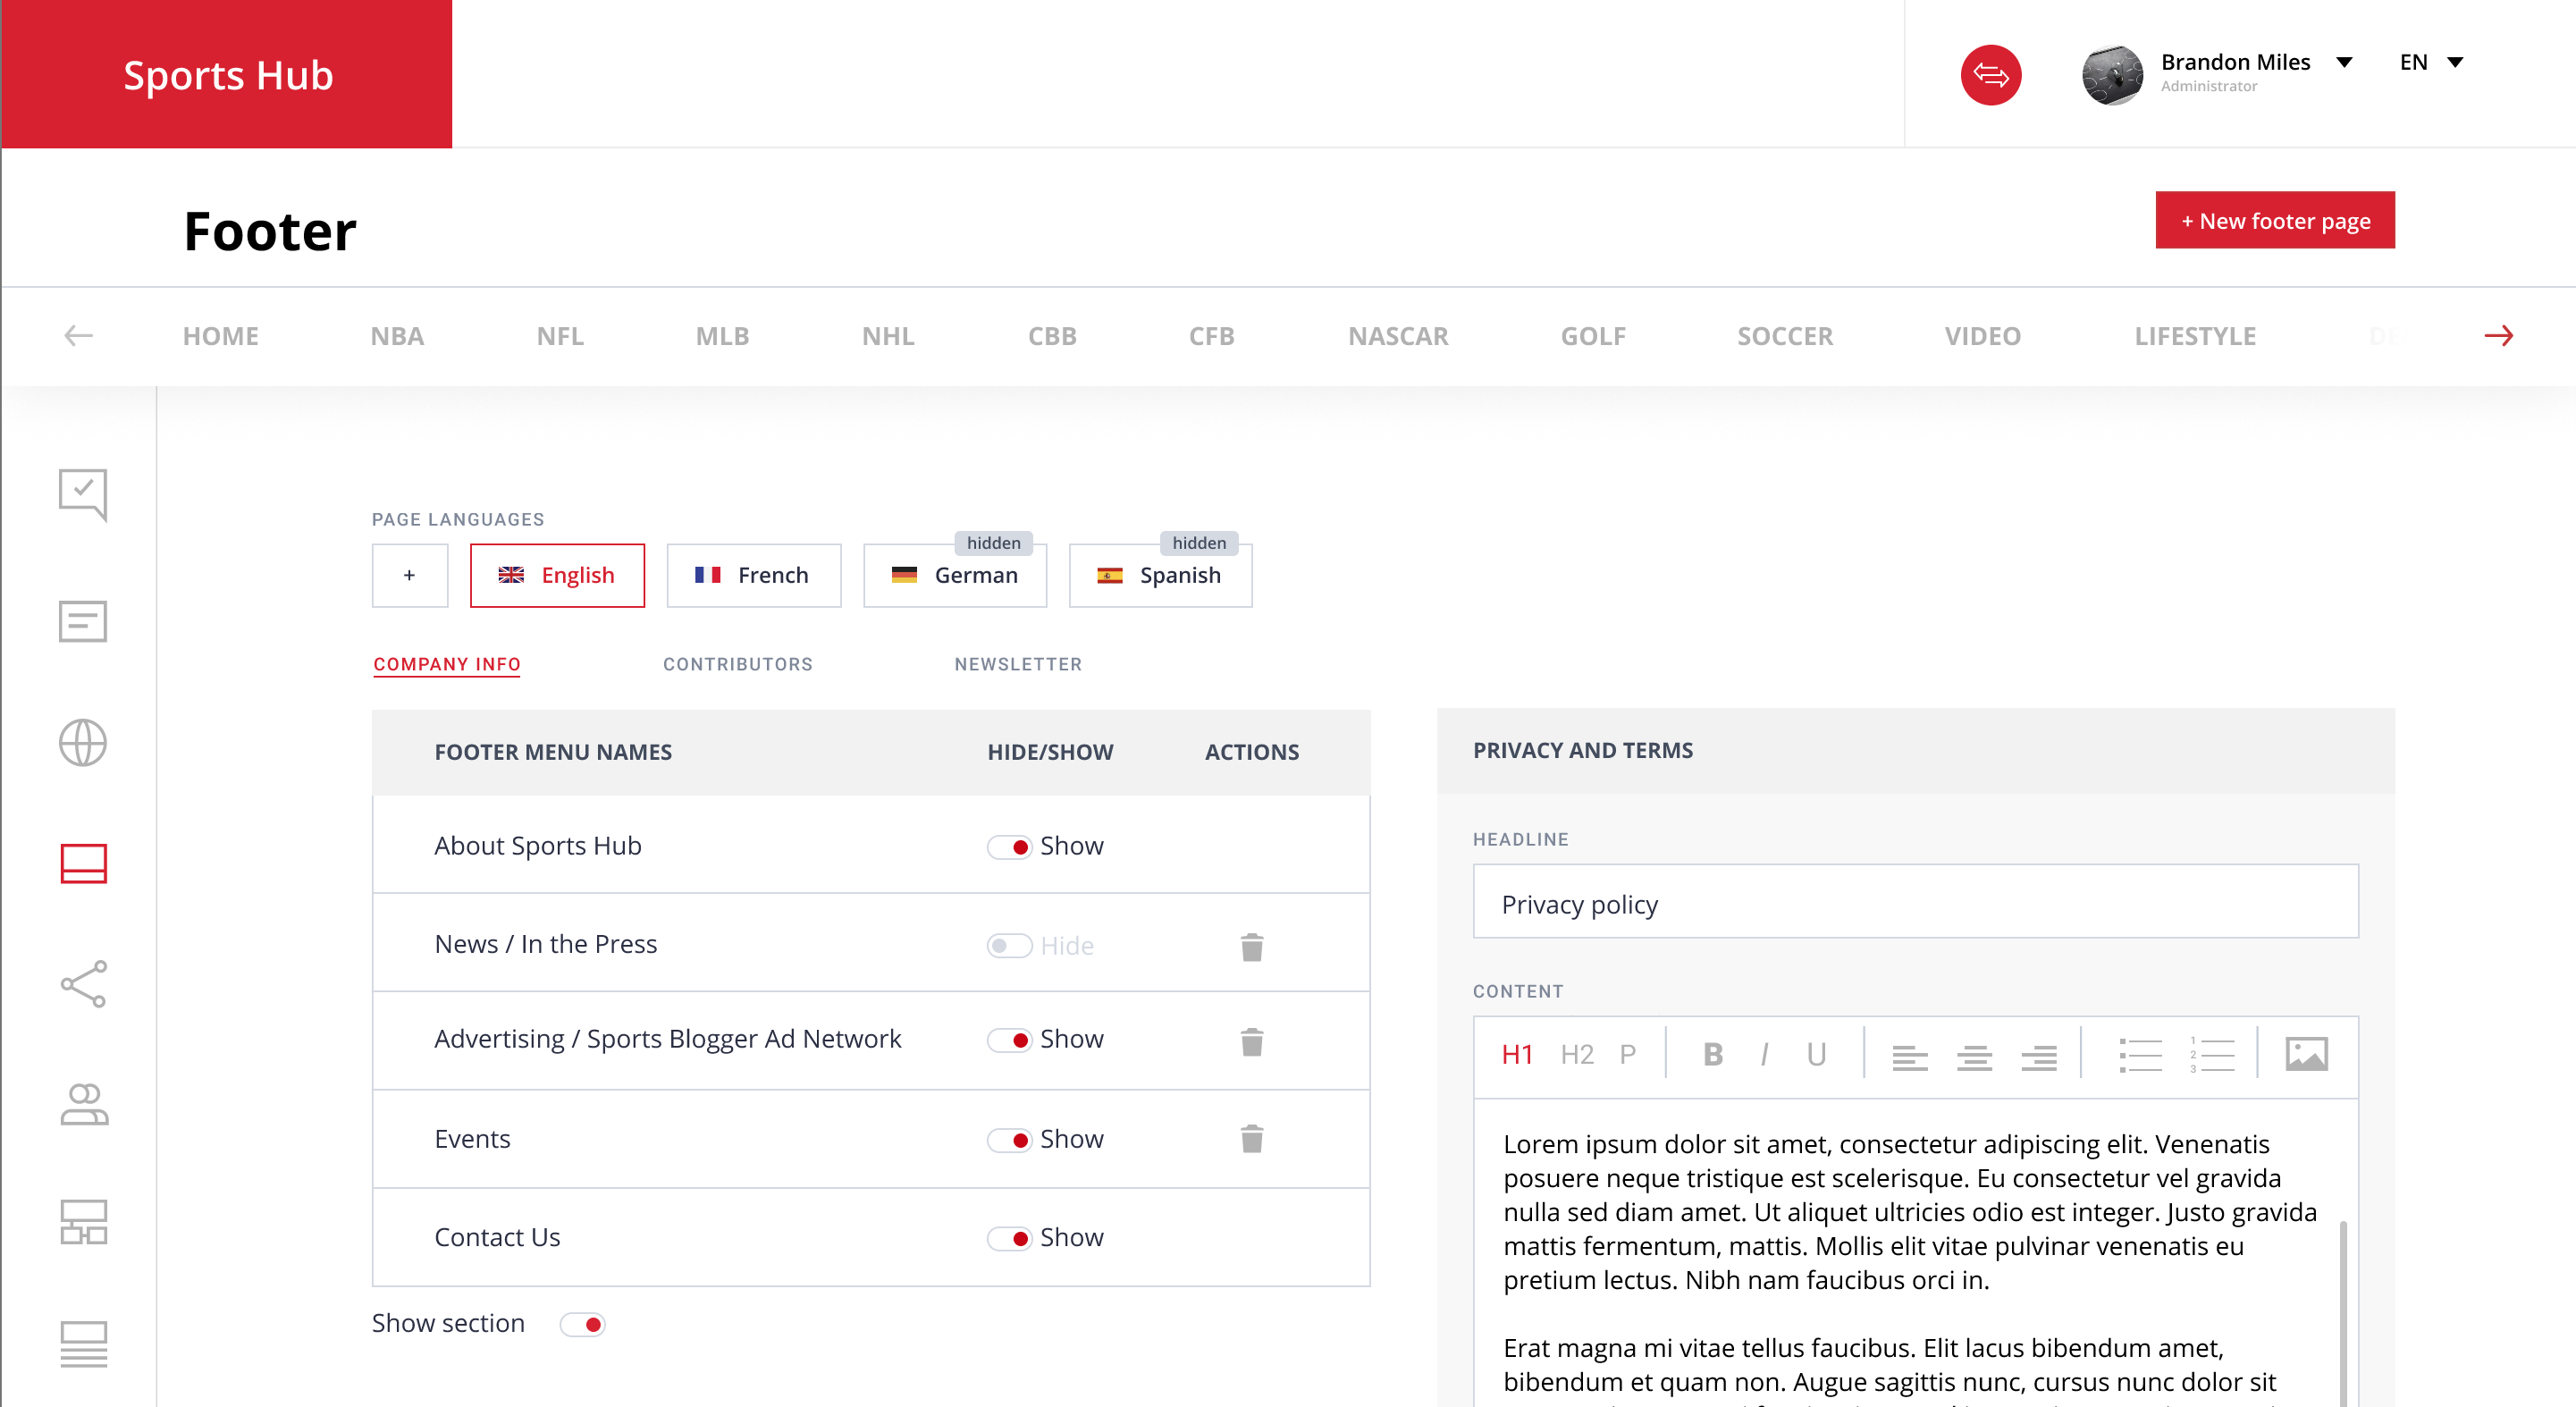 Sports Hub
Brandon Miles
Administrator
EN
Footer
+ New footer page
HOME NBA NFL MLB NHL CBB CFB NASCAR GOLF SOCCER VIDEO LIFESTYLE
PAGE LANGUAGES
hidden hidden
+ English French German Spanish
COMPANY INFO CONTRIBUTORS NEWSLETTER
FOOTER MENU NAMES HIDE/SHOW ACTIONS
About Sports Hub Show
News / In the Press Hide
Advertising / Sports Blogger Ad Network Show
Events Show
Contact Us Show
Show section
PRIVACY AND TERMS
HEADLINE
Privacy policy
CONTENT
H1 H2 P B I U
Lorem ipsum dolor sit amet, consectetur adipiscing elit. Venenatis
posuere neque tristique est scelerisque. Eu consectetur vel gravida
nulla sed diam amet. Ut aliquet ultricies odio est integer. Justo gravida
mattis fermentum, mattis. Mollis elit vitae pulvinar venenatis eu
pretium lectus. Nibh nam faucibus orci in.
Erat magna mi vitae tellus faucibus. Elit lacus bibendum amet,
bibendum et quam non. Augue sagittis nunc, cursus nunc dolor sit